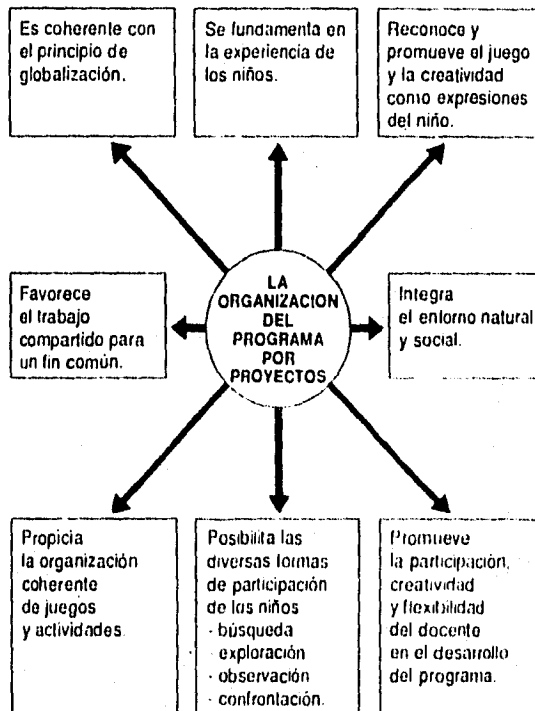 Es coherente con
el principio de
globalización.
Se fundamenta en
la experiencia de
los niños.
Reconoce y
promueve el juego
y la creatividad
como expresiones
del niño.
Favorece
el trabajo
compartido para
un fin común.
LA
ORGANIZACION
DEL
PROGRAMA
POR
PROYECTOS
Integra
el entorno natural
y social.
Propicia
la organización
coherente
de juegos
y actividades.
Posibilita las
diversas formas
de participación
de los niños
- búsqueda
- exploración
- observación
- confrontación.
Promueve
la participación,
creatividad
y flexibilidad
del docente
en el desarrollo
del programa.